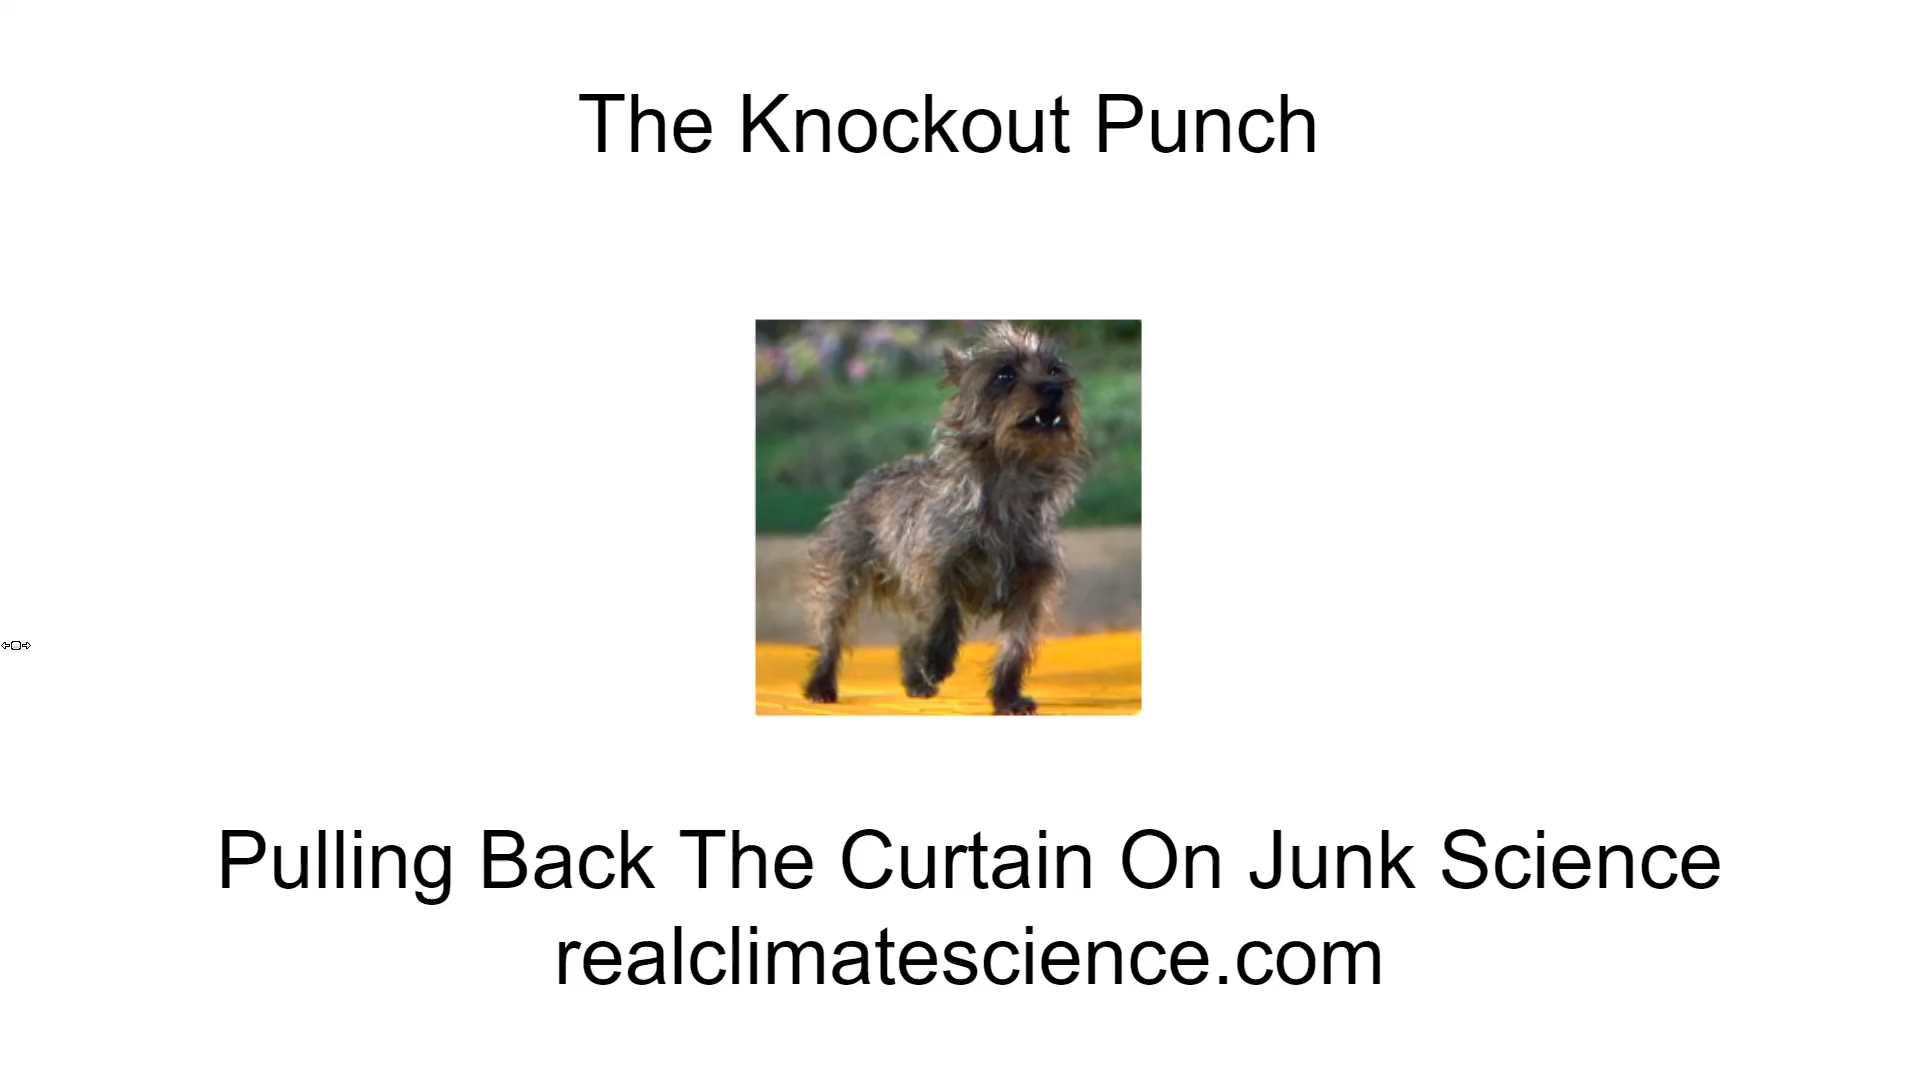 The Knockout Punch
Pulling Back The Curtain On Junk Science
realclimatescience.com